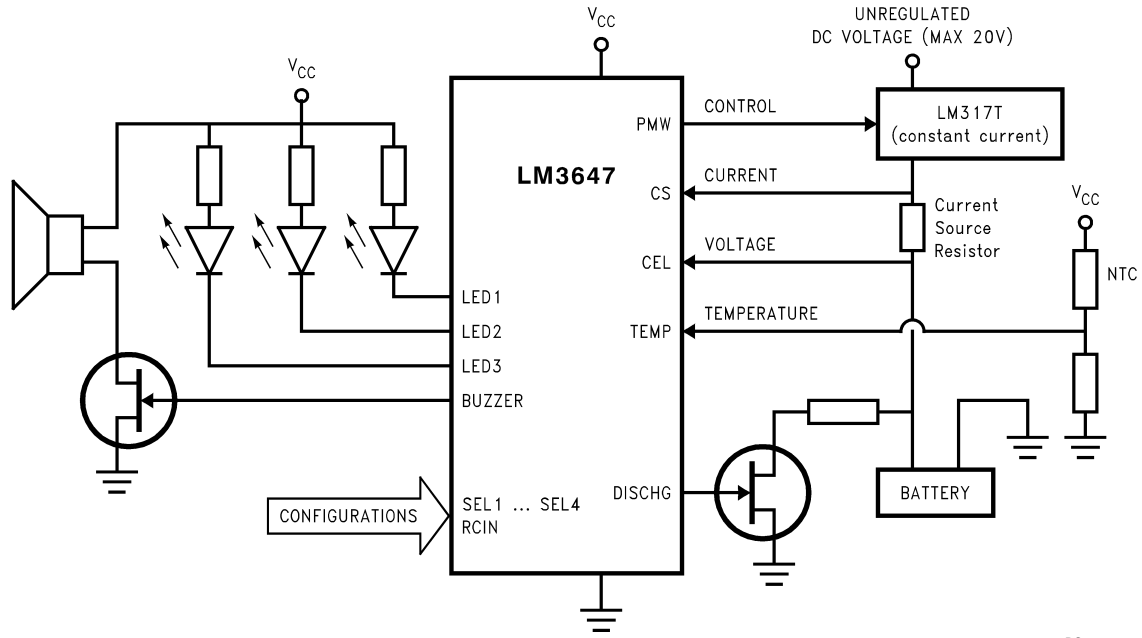 UNREGULATED
DC VOLTAGE (MAX 20V)
VCC
VCC
LM317T
(constant current)
PMW
CONTROL
LM3647
CS
CURRENT
VCC
Current
Source
Resistor
CEL
VOLTAGE
NTC
LED1
TEMP
TEMPERATURE
LED2
LED3
BUZZER
DISCHG
BATTERY
CONFIGURATIONS
SEL1 ... SEL4
RCIN